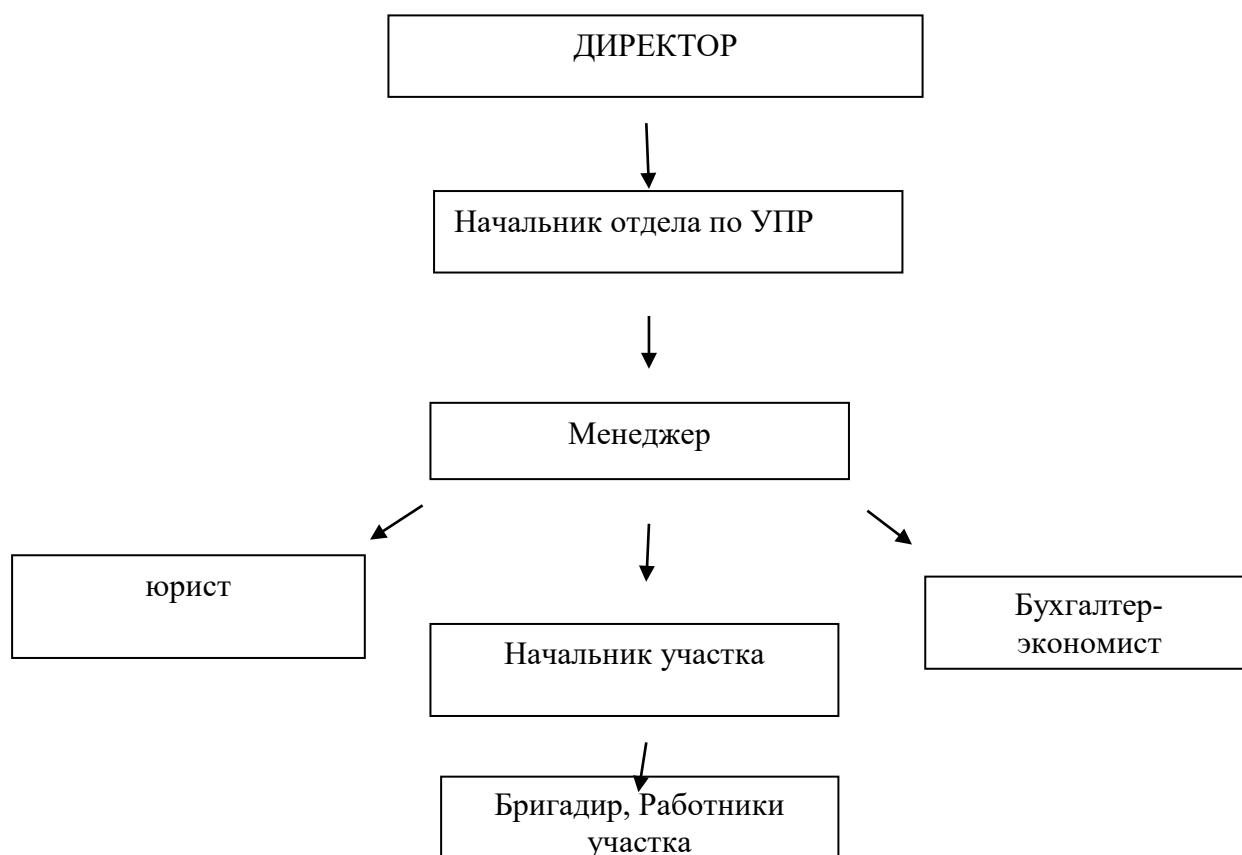 ДИРЕКТОР
Начальник отдела по УПР
Менеджер
юрист
Бухгалтер-
экономист
Начальник участка
Бригадир, Работники
участка